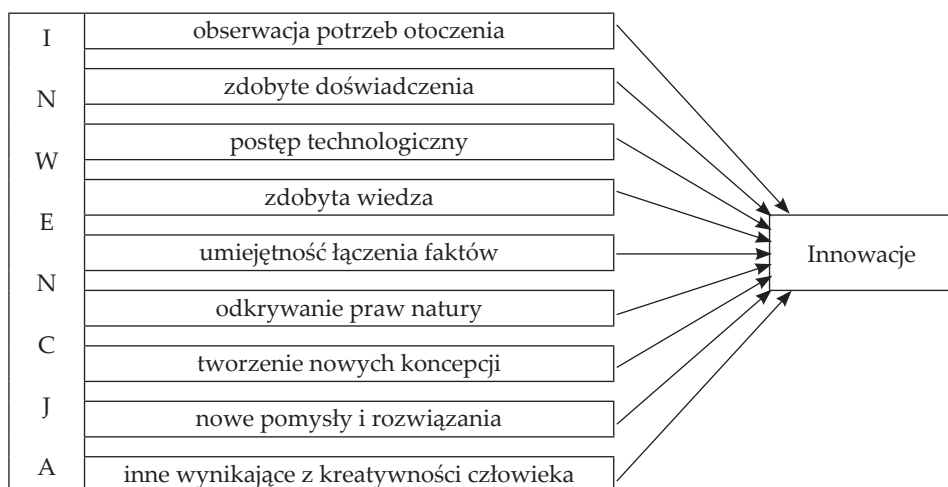 I
N
W
E
N
C
J
A
obserwacja potrzeb otoczenia
zdobyte doświadczenia
postęp technologiczny
zdobyta wiedza
umiejętność łączenia faktów
odkrywanie praw natury
tworzenie nowych koncepcji
nowe pomysły i rozwiązania
inne wynikające z kreatywności człowieka
Innowacje